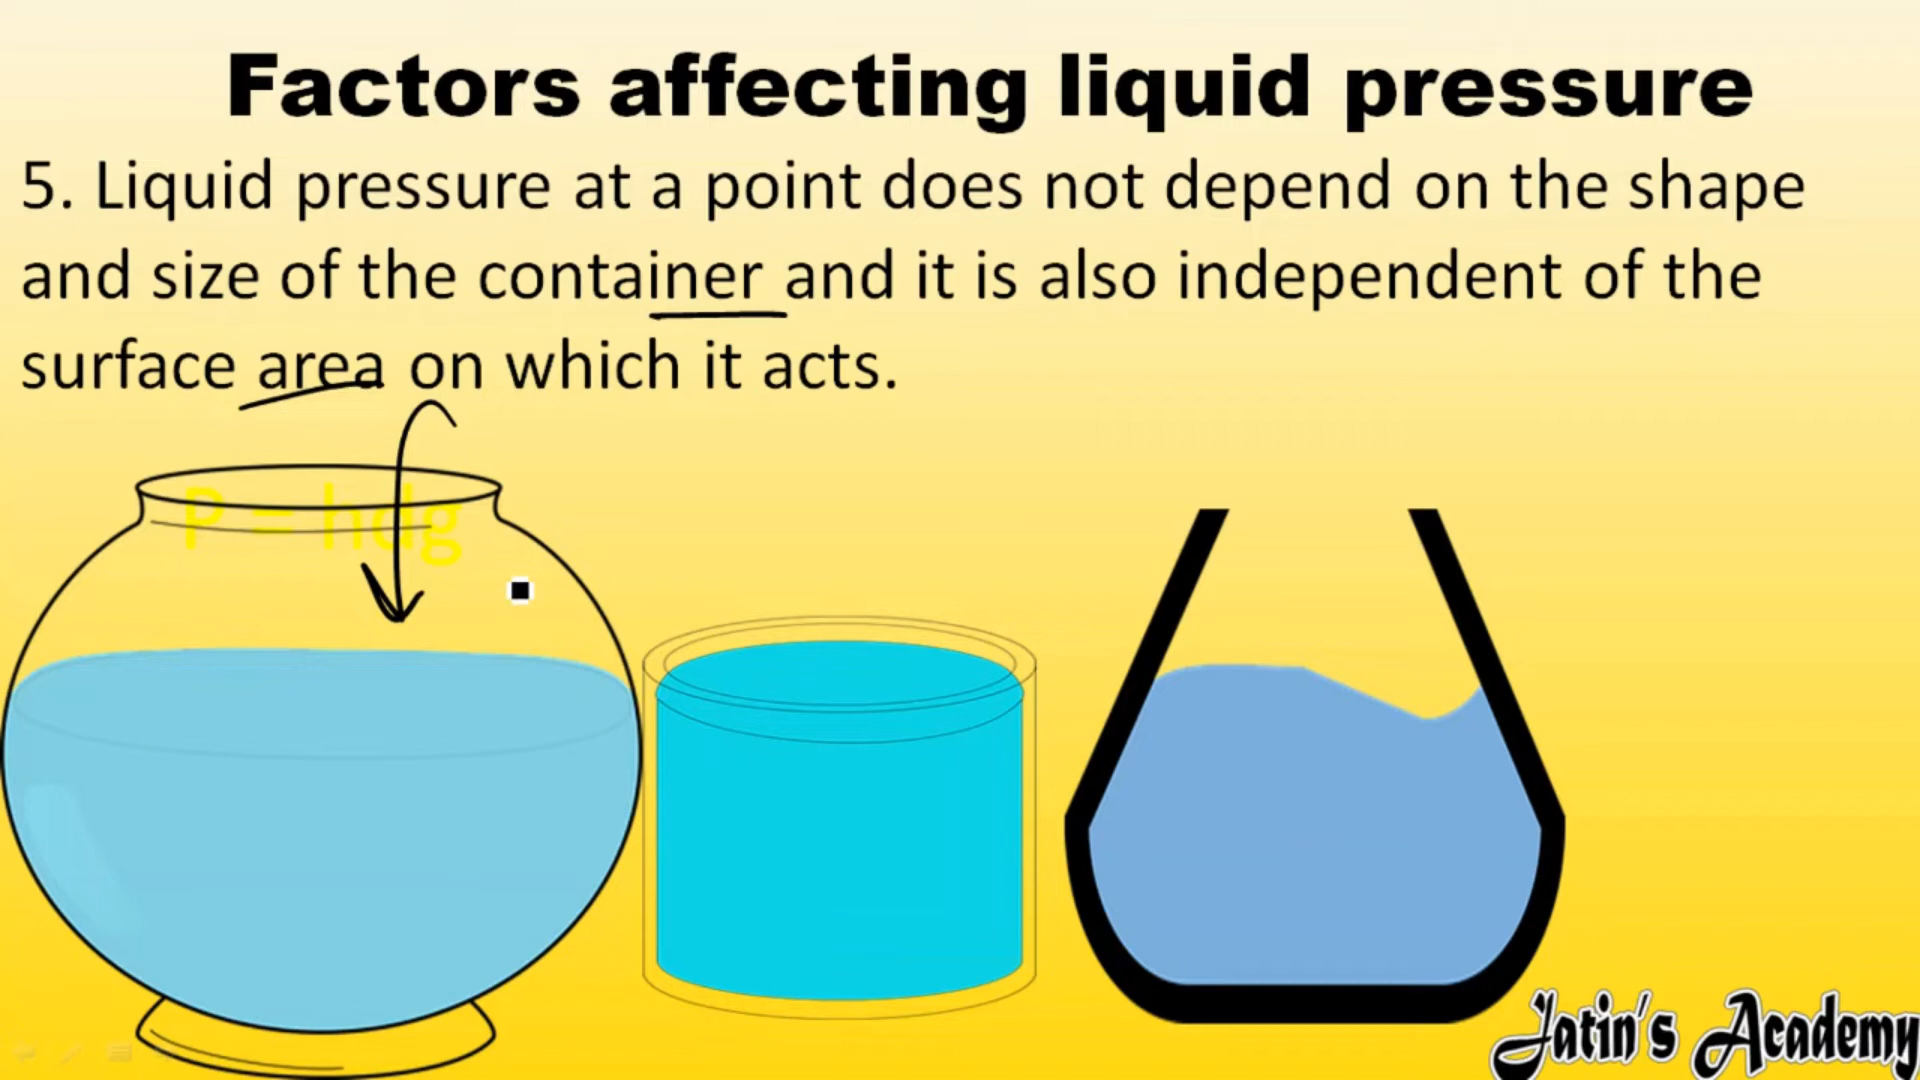 Factors affecting liquid pressure
5. Liquid pressure at a point does not depend on the shape
and size of the container and it is also independent of the
surface area on which it acts.
P = hdg
Jatin's Academy